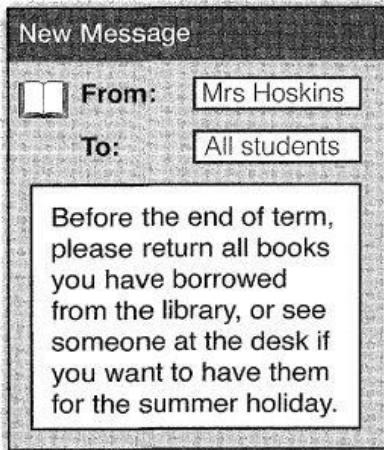 New Message
From: Mrs Hoskins
To: All students
Before the end of term,
please return all books
you have borrowed
from the library, or see
someone at the desk if
you want to have them
for the summer holiday.